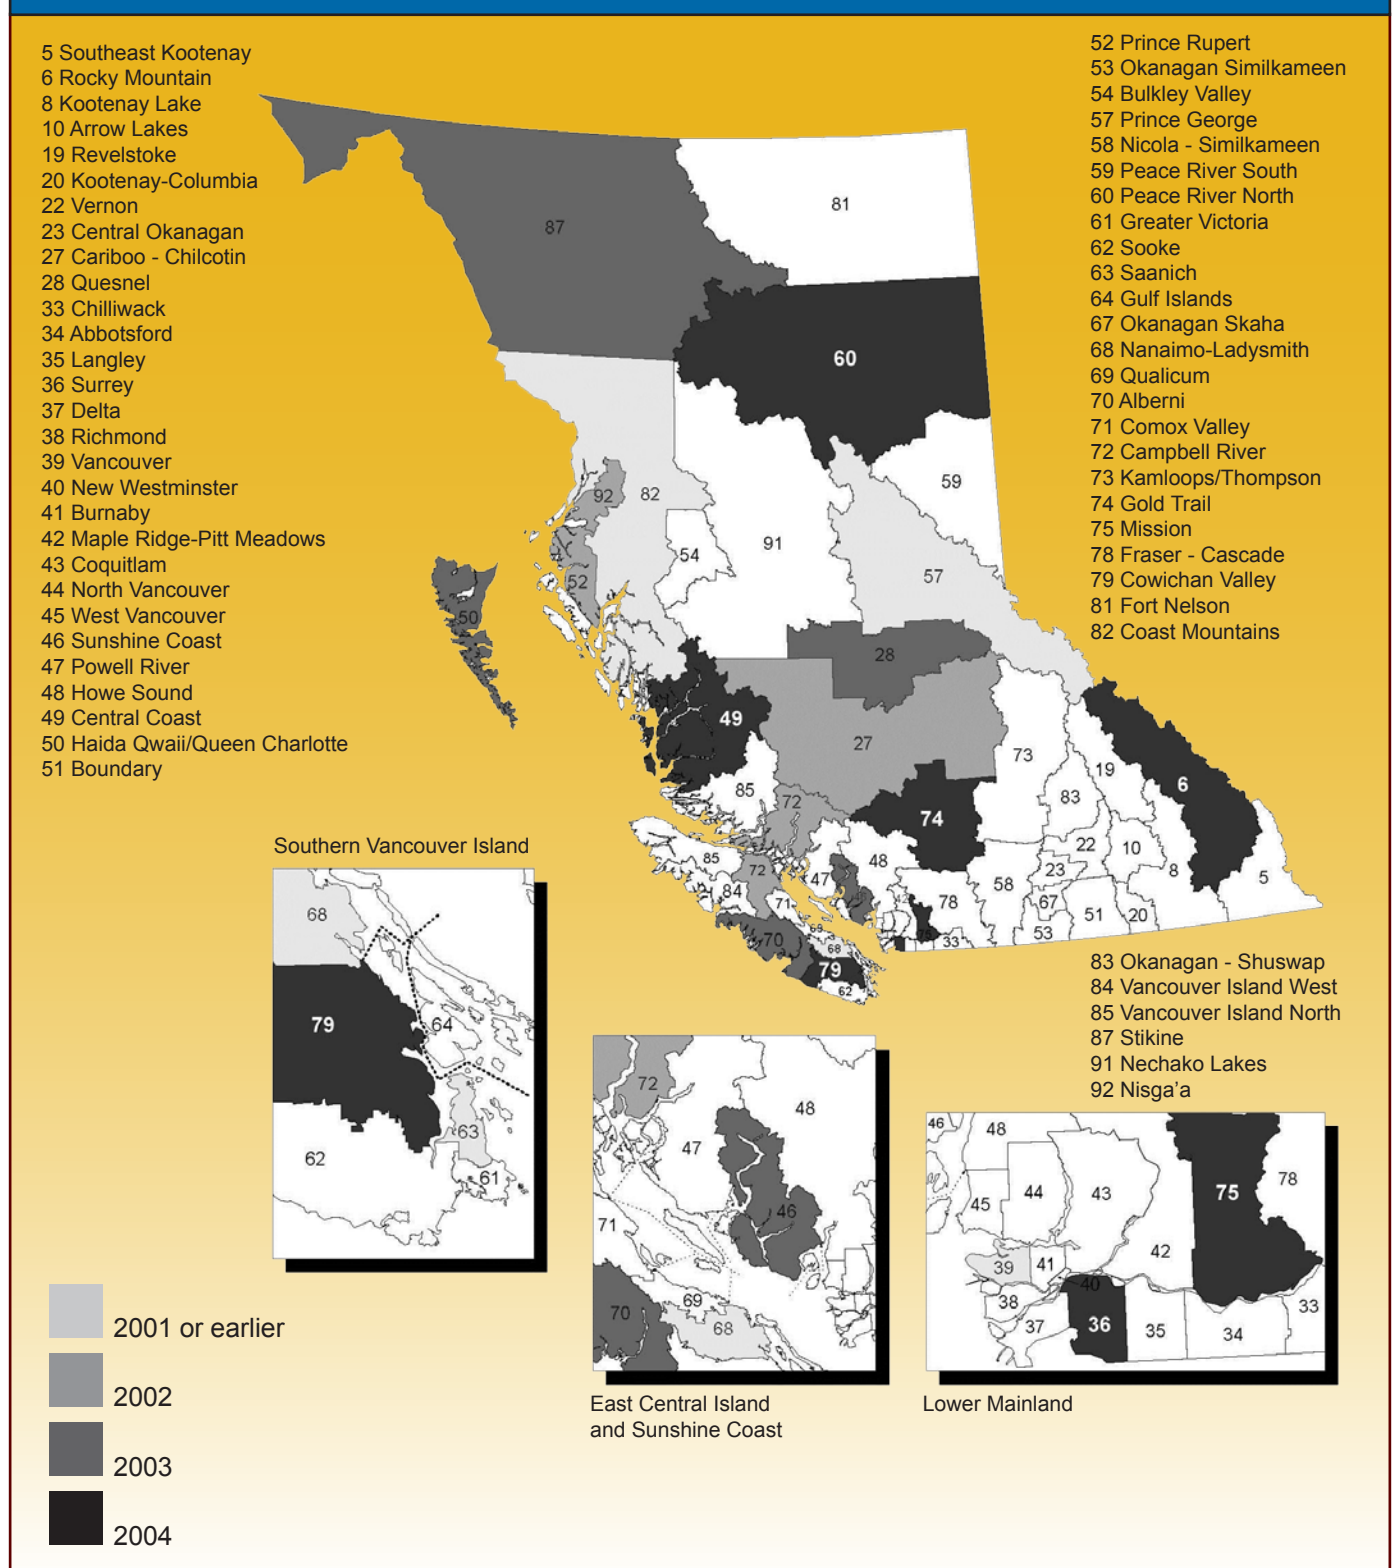 5 Southeast Kootenay
6 Rocky Mountain
8 Kootenay Lake
10 Arrow Lakes
19 Revelstoke
20 Kootenay-Columbia
22 Vernon
23 Central Okanagan
27 Cariboo - Chilcotin
28 Quesnel
33 Chilliwack
34 Abbotsford
35 Langley
36 Surrey
37 Delta
38 Richmond
39 Vancouver
40 New Westminster
41 Burnaby
42 Maple Ridge-Pitt Meadows
43 Coquitlam
44 North Vancouver
45 West Vancouver
46 Sunshine Coast
47 Powell River
48 Howe Sound
49 Central Coast
50 Haida Qwaii/Queen Charlotte
51 Boundary
52 Prince Rupert
53 Okanagan Similkameen
54 Bulkley Valley
57 Prince George
58 Nicola - Similkameen
59 Peace River South
60 Peace River North
61 Greater Victoria
62 Sooke
63 Saanich
64 Gulf Islands
67 Okanagan Skaha
68 Nanaimo-Ladysmith
69 Qualicum
70 Alberni
71 Comox Valley
72 Campbell River
73 Kamloops/Thompson
74 Gold Trail
75 Mission
78 Fraser - Cascade
79 Cowichan Valley
81 Fort Nelson
82 Coast Mountains
83 Okanagan - Shuswap
84 Vancouver Island West
85 Vancouver Island North
87 Stikine
91 Nechako Lakes
92 Nisga'a
81
87
60
59
92
82
54
91
57
52
50
28
49
27
73
19
6
85
83
72
74
22
10
48
85
72
23
8
5
47
58
84
67
42
78
71
51
20
53
69
75
33
70
68
79
62
Southern Vancouver Island
68
79
64
63
62
61
72
48
47
46
71
69
70
68
East Central Island
and Sunshine Coast
46
48
44
43
75
78
45
42
39
41
40
38
37
36
35
34
33
Lower Mainland
2001 or earlier
2002
2003
2004